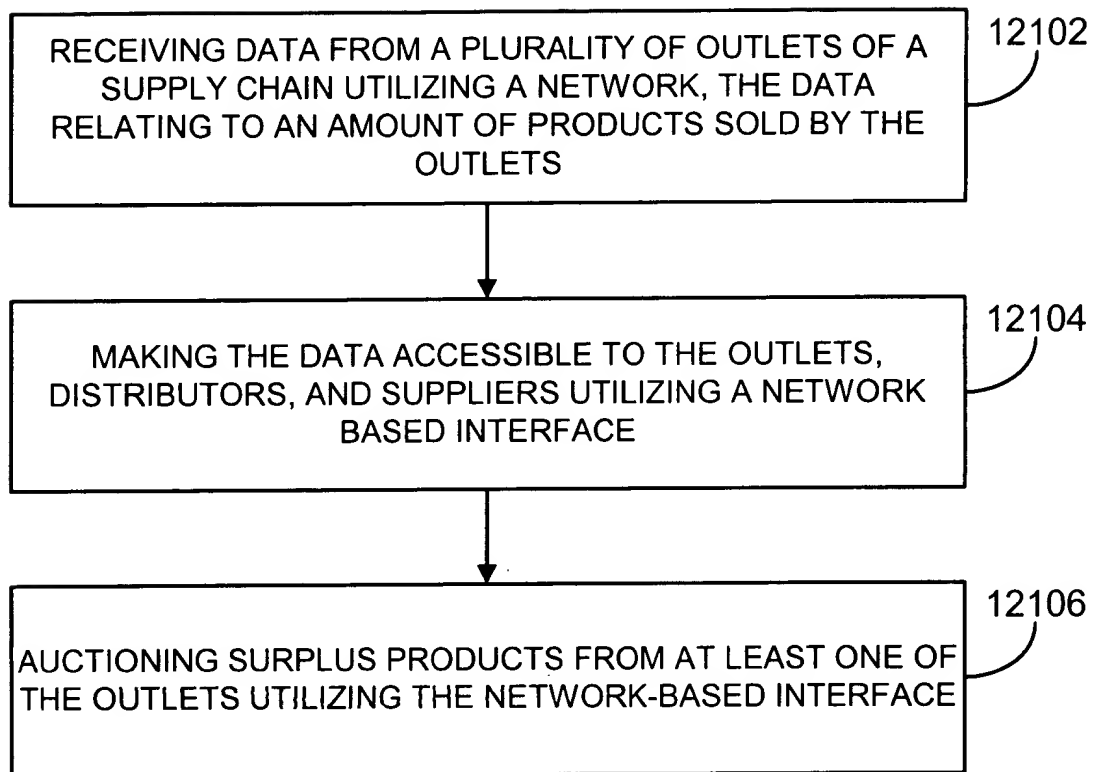 RECEIVING DATA FROM A PLURALITY OF OUTLETS OF A
SUPPLY CHAIN UTILIZING A NETWORK, THE DATA
RELATING TO AN AMOUNT OF PRODUCTS SOLD BY THE
OUTLETS
12102
MAKING THE DATA ACCESSIBLE TO THE OUTLETS,
DISTRIBUTORS, AND SUPPLIERS UTILIZING A NETWORK
BASED INTERFACE
12104
AUCTIONING SURPLUS PRODUCTS FROM AT LEAST ONE OF
THE OUTLETS UTILIZING THE NETWORK-BASED INTERFACE
12106